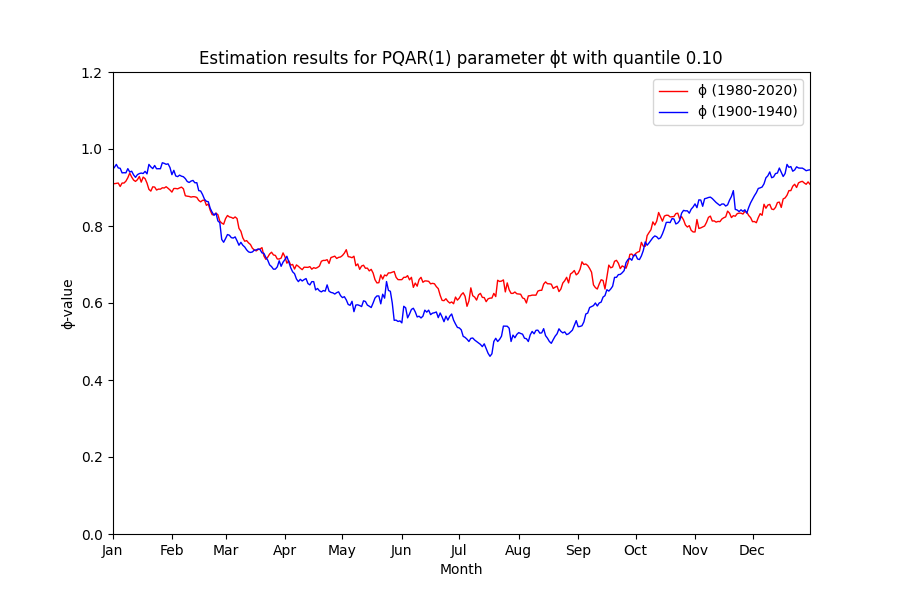 Estimation results for PQAR(1) parameter ϕt with quantile 0.10
ϕ (1980-2020)
ϕ (1900-1940)
ϕ-value
1.2
1.0
0.8
0.6
0.4
0.2
0.0
Jan Feb Mar Apr May Jun Jul Aug Sep Oct Nov Dec
Month